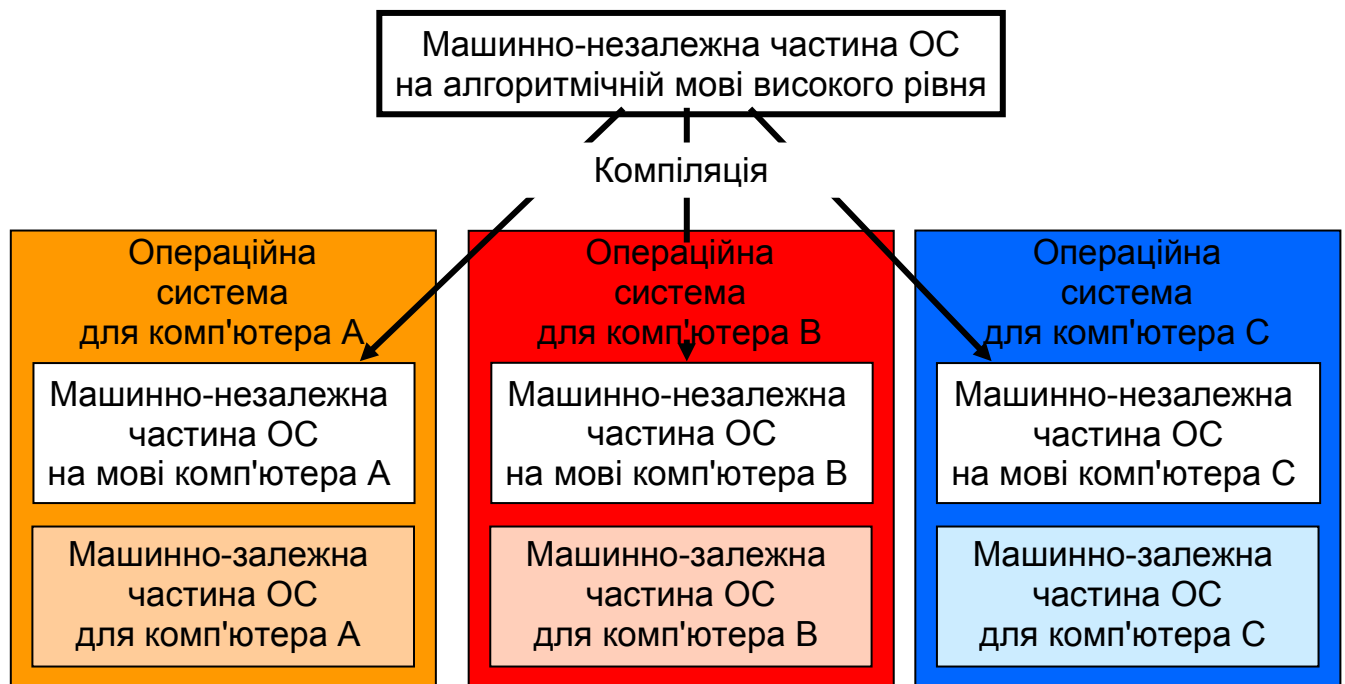 Машинно-незалежна частина ОС
на алгоритмічній мові високого рівня
Компіляція
Операційна
система
для комп'ютера А
Машинно-незалежна
частина ОС
на мові комп'ютера А
Машинно-залежна
частина ОС
для комп'ютера А
Операційна
система
для комп'ютера В
Машинно-незалежна
частина ОС
на мові комп'ютера В
Машинно-залежна
частина ОС
для комп'ютера В
Операційна
система
для комп'ютера С
Машинно-незалежна
частина ОС
на мові комп'ютера С
Машинно-залежна
частина ОС
для комп'ютера С